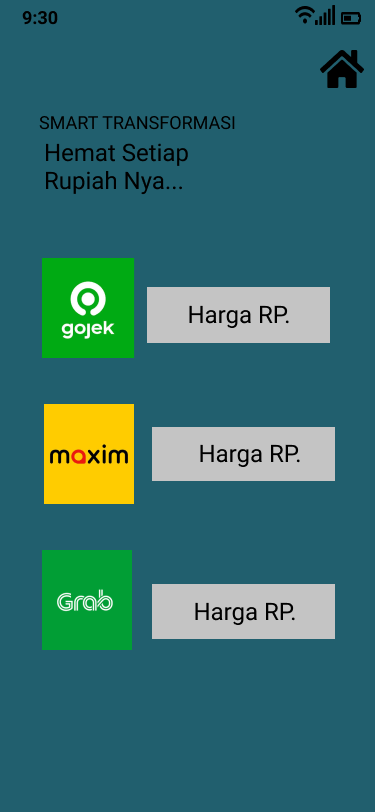 9:30
SMART TRANSFORMASI
Hemat Setiap
Rupiah Nya...
gojek
Harga RP.
maxim
Harga RP.
Grab
Harga RP.